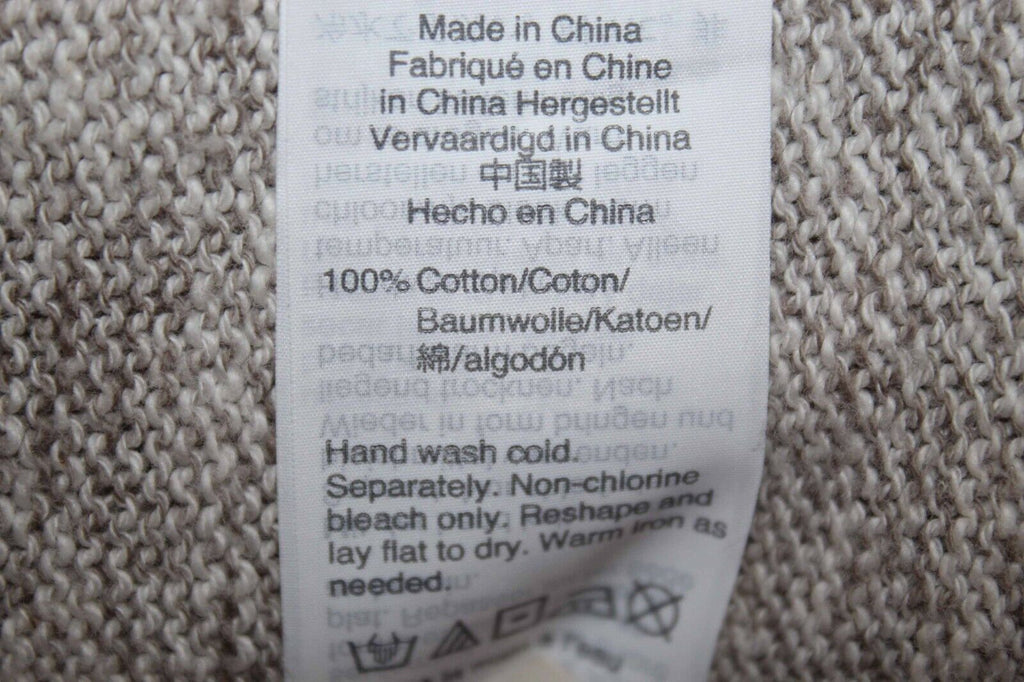 Made in China
Fabriqué en Chine
in China Hergestellt
Vervaardigd in China
中国製
Hecho en China
100% Cotton/Coton/
Baumwolle/Katoen/
綿/algodón
Hand wash cold.
Separately. Non-chlorine
bleach only. Reshape and
lay flat to dry. Warm iron as
needed.